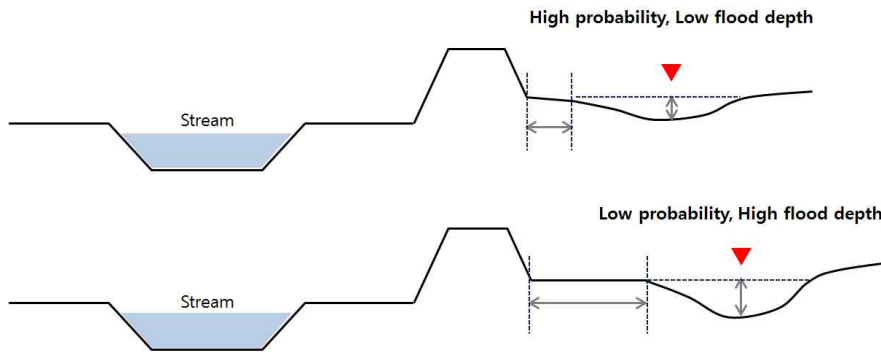 High probability, Low flood depth
Stream
Low probability, High flood depth
Stream